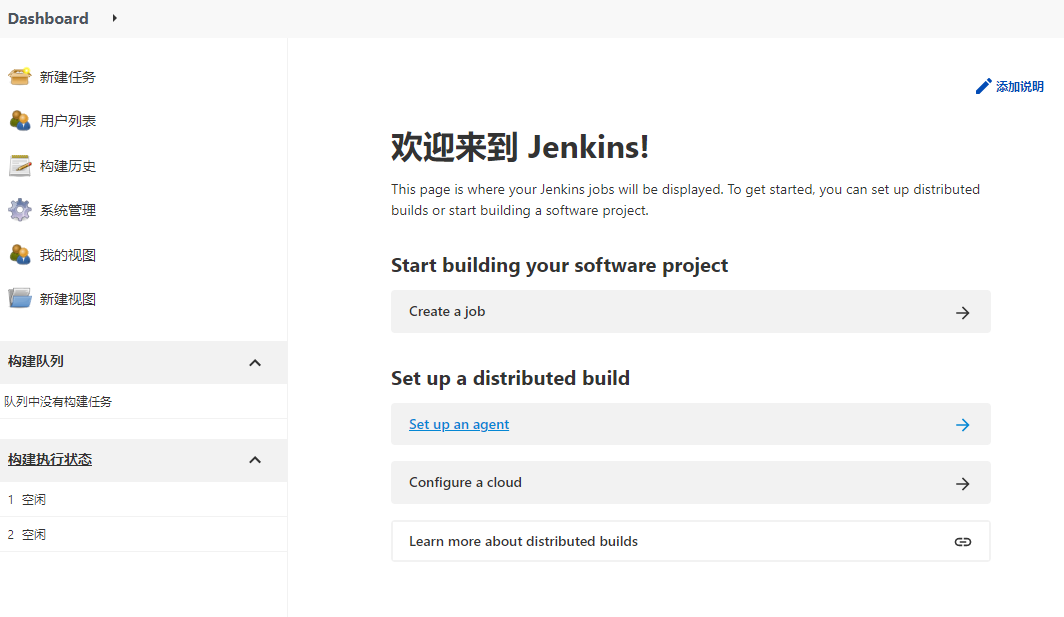 Dashboard
新建任务
用户列表
构建历史
系统管理
我的视图
新建视图
构建队列
队列中没有构建任务
构建执行状态
1 空闲
2 空闲
添加说明
欢迎来到 Jenkins!
This page is where your Jenkins jobs will be displayed. To get started, you can set up distributed
builds or start building a software project.
Start building your software project
Create a job
Set up a distributed build
Set up an agent
Configure a cloud
Learn more about distributed builds